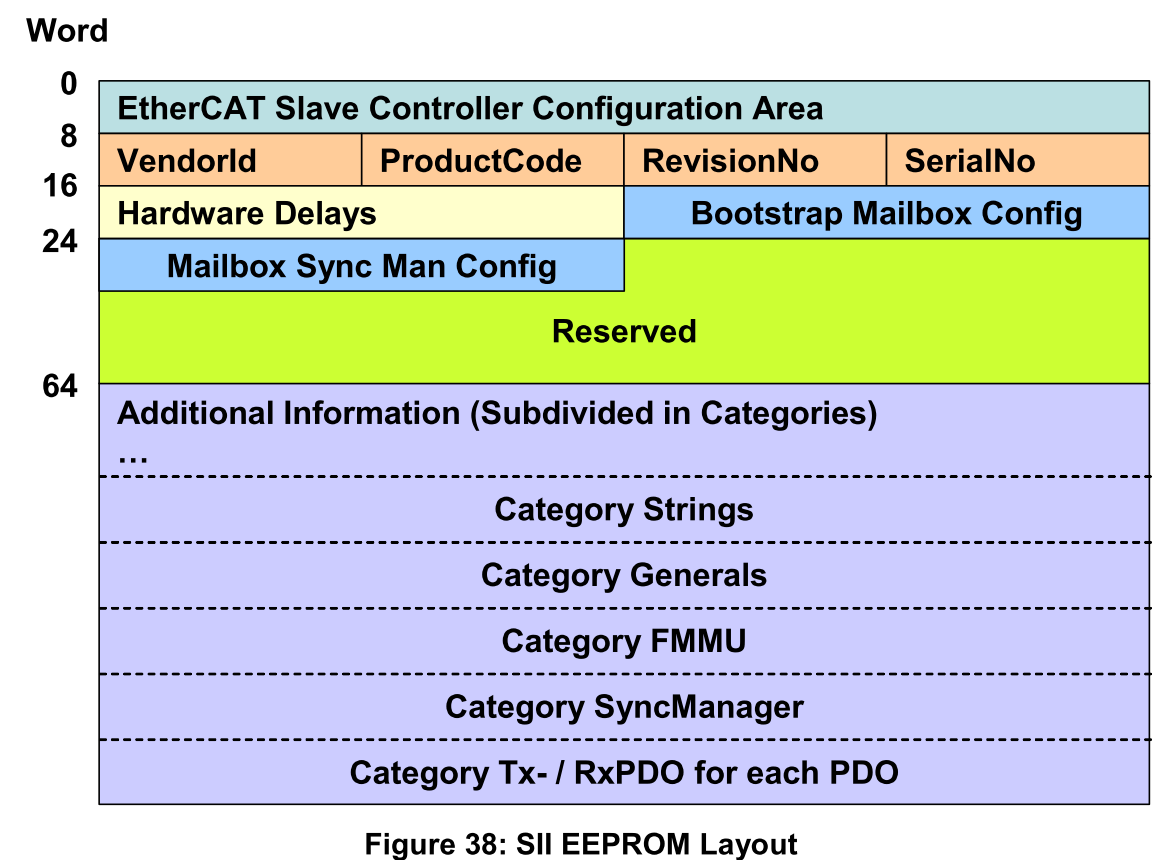 Word
0
EtherCAT Slave Controller Configuration Area
8
VendorId ProductCode RevisionNo SerialNo
16
Hardware Delays Bootstrap Mailbox Config
24
Mailbox Sync Man Config
Reserved
64
Additional Information (Subdivided in Categories)
…
Category Strings
Category Generals
Category FMMU
Category SyncManager
Category Tx- / RxPDO for each PDO
Figure 38: SII EEPROM Layout